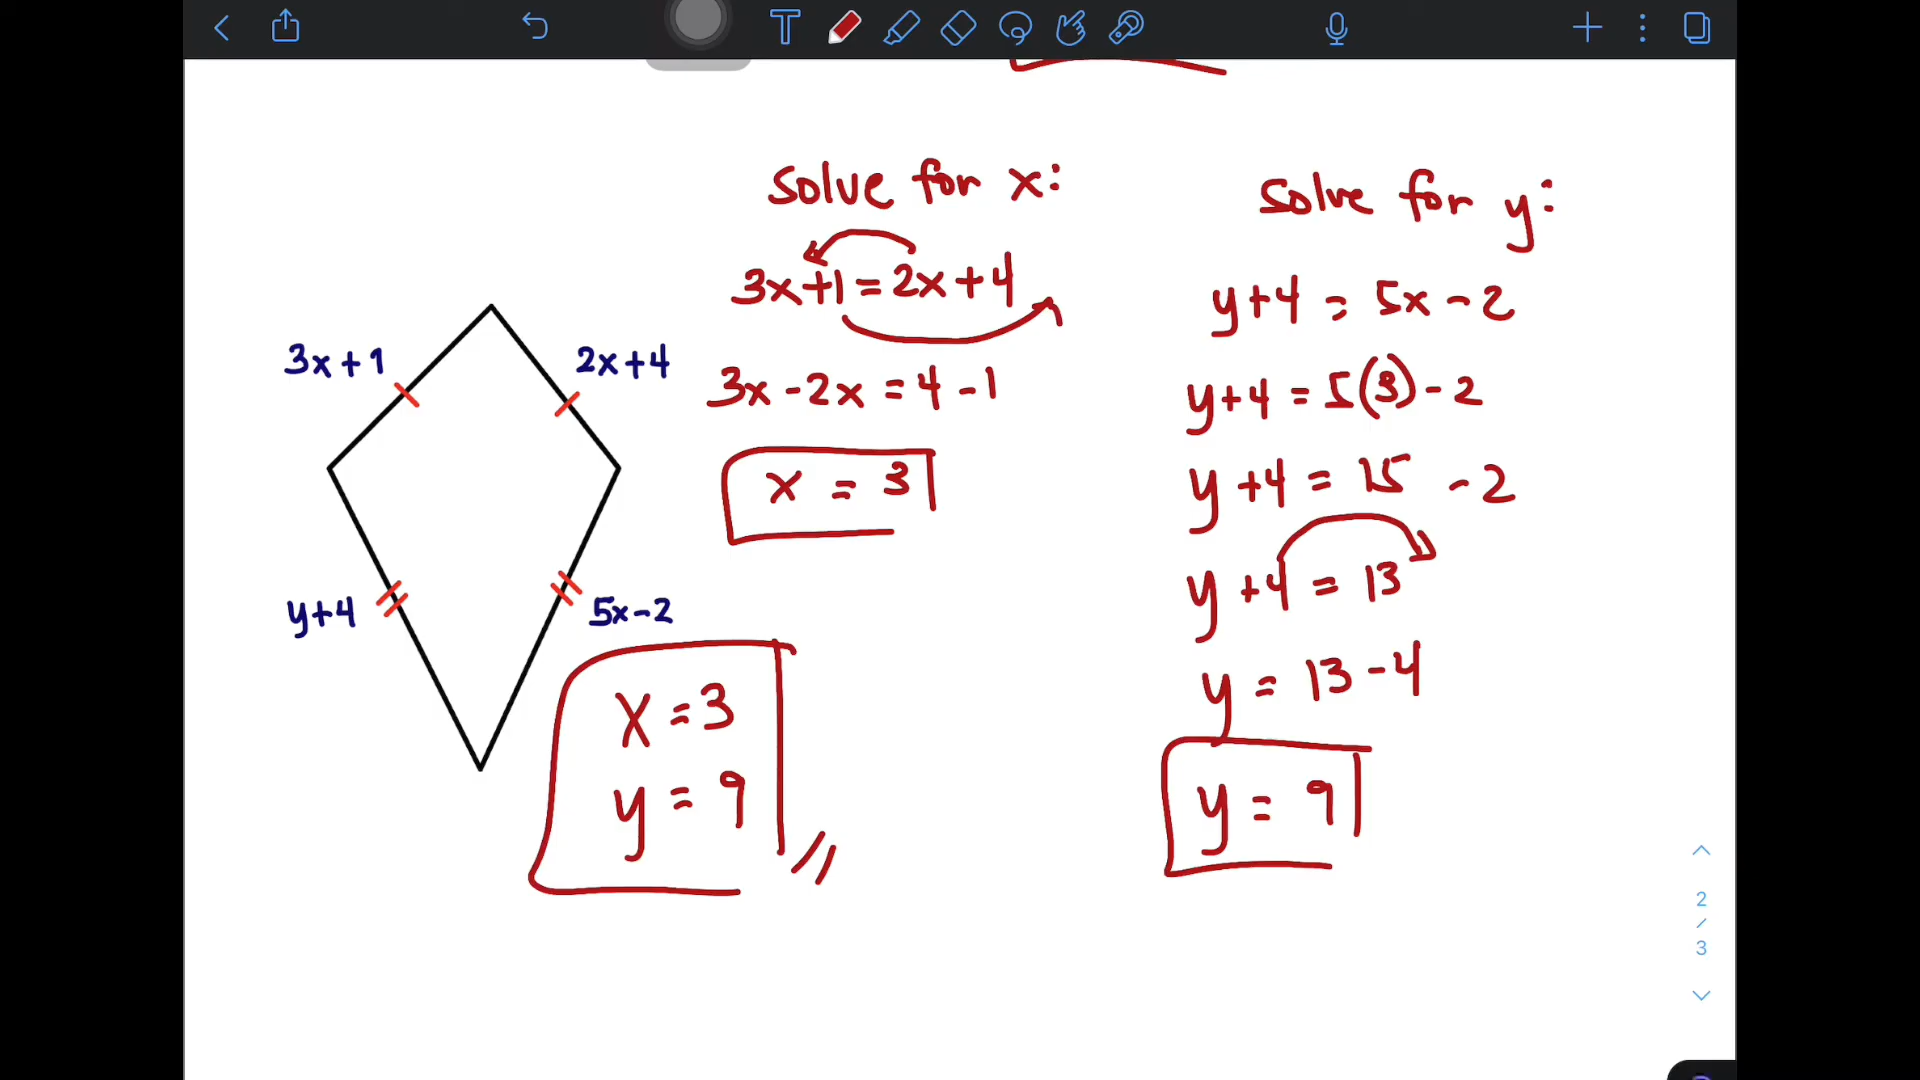 solve for x:
3x+1 = 2x+4
3x - 2x = 4 - 1
x = 3
solve for y:
y+4 = 5x - 2
y+4 = 5(3) - 2
y+4 = 15 - 2
y+4 = 13
y = 13 - 4
y = 9
3x+1
2x+4
y+4
5x-2
x = 3
y = 9
2
/
3